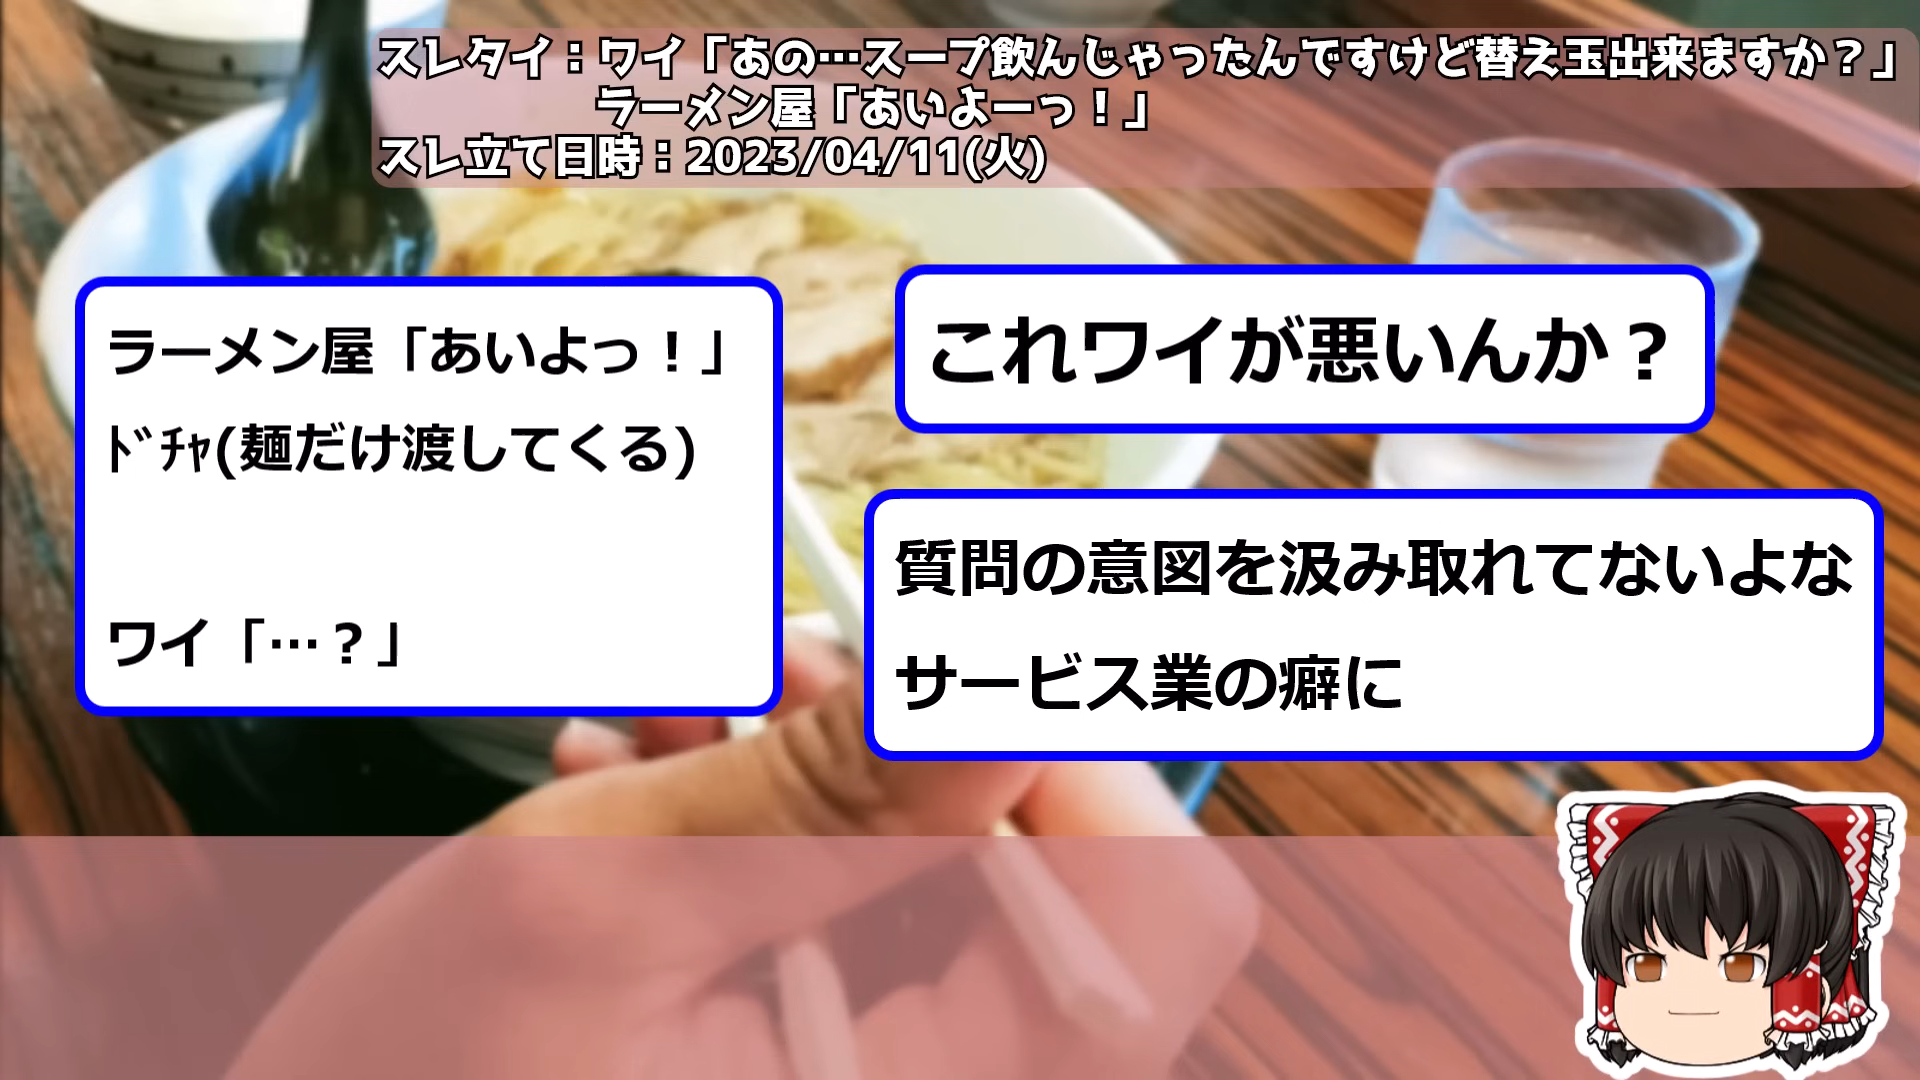 スレタイ：ワイ「あの…スープ飲んじゃったんですけど替え玉出来ますか？」
ラーメン屋「あいよーっ！」
スレ立て日時：2023/04/11(火)
ラーメン屋「あいよっ！」
ﾄﾞﾁｬ(麺だけ渡してくる)
ワイ「…？」
これワイが悪いんか？
質問の意図を汲み取れてないよな
サービス業の癖に